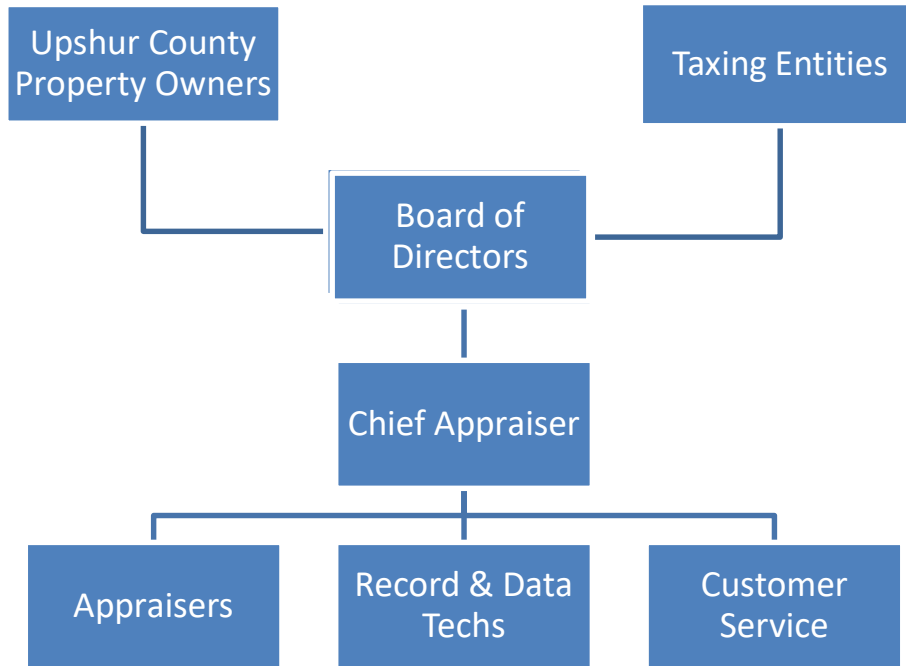 Upshur County
Property Owners
Taxing Entities
Board of
Directors
Chief Appraiser
Appraisers
Record & Data
Techs
Customer
Service